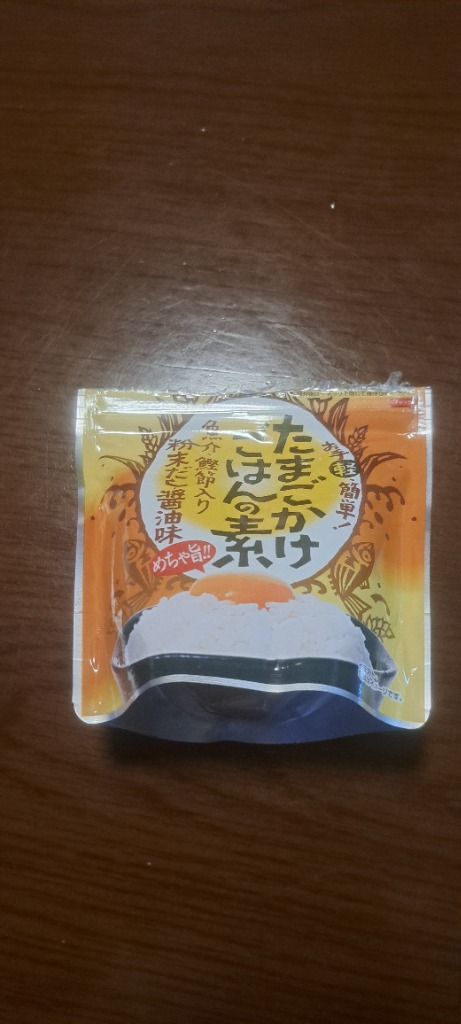 お手軽簡単!
たまごかけ
ごはんの素
魚介 鰹節入り
粉末だし醤油味
めちゃ旨!!